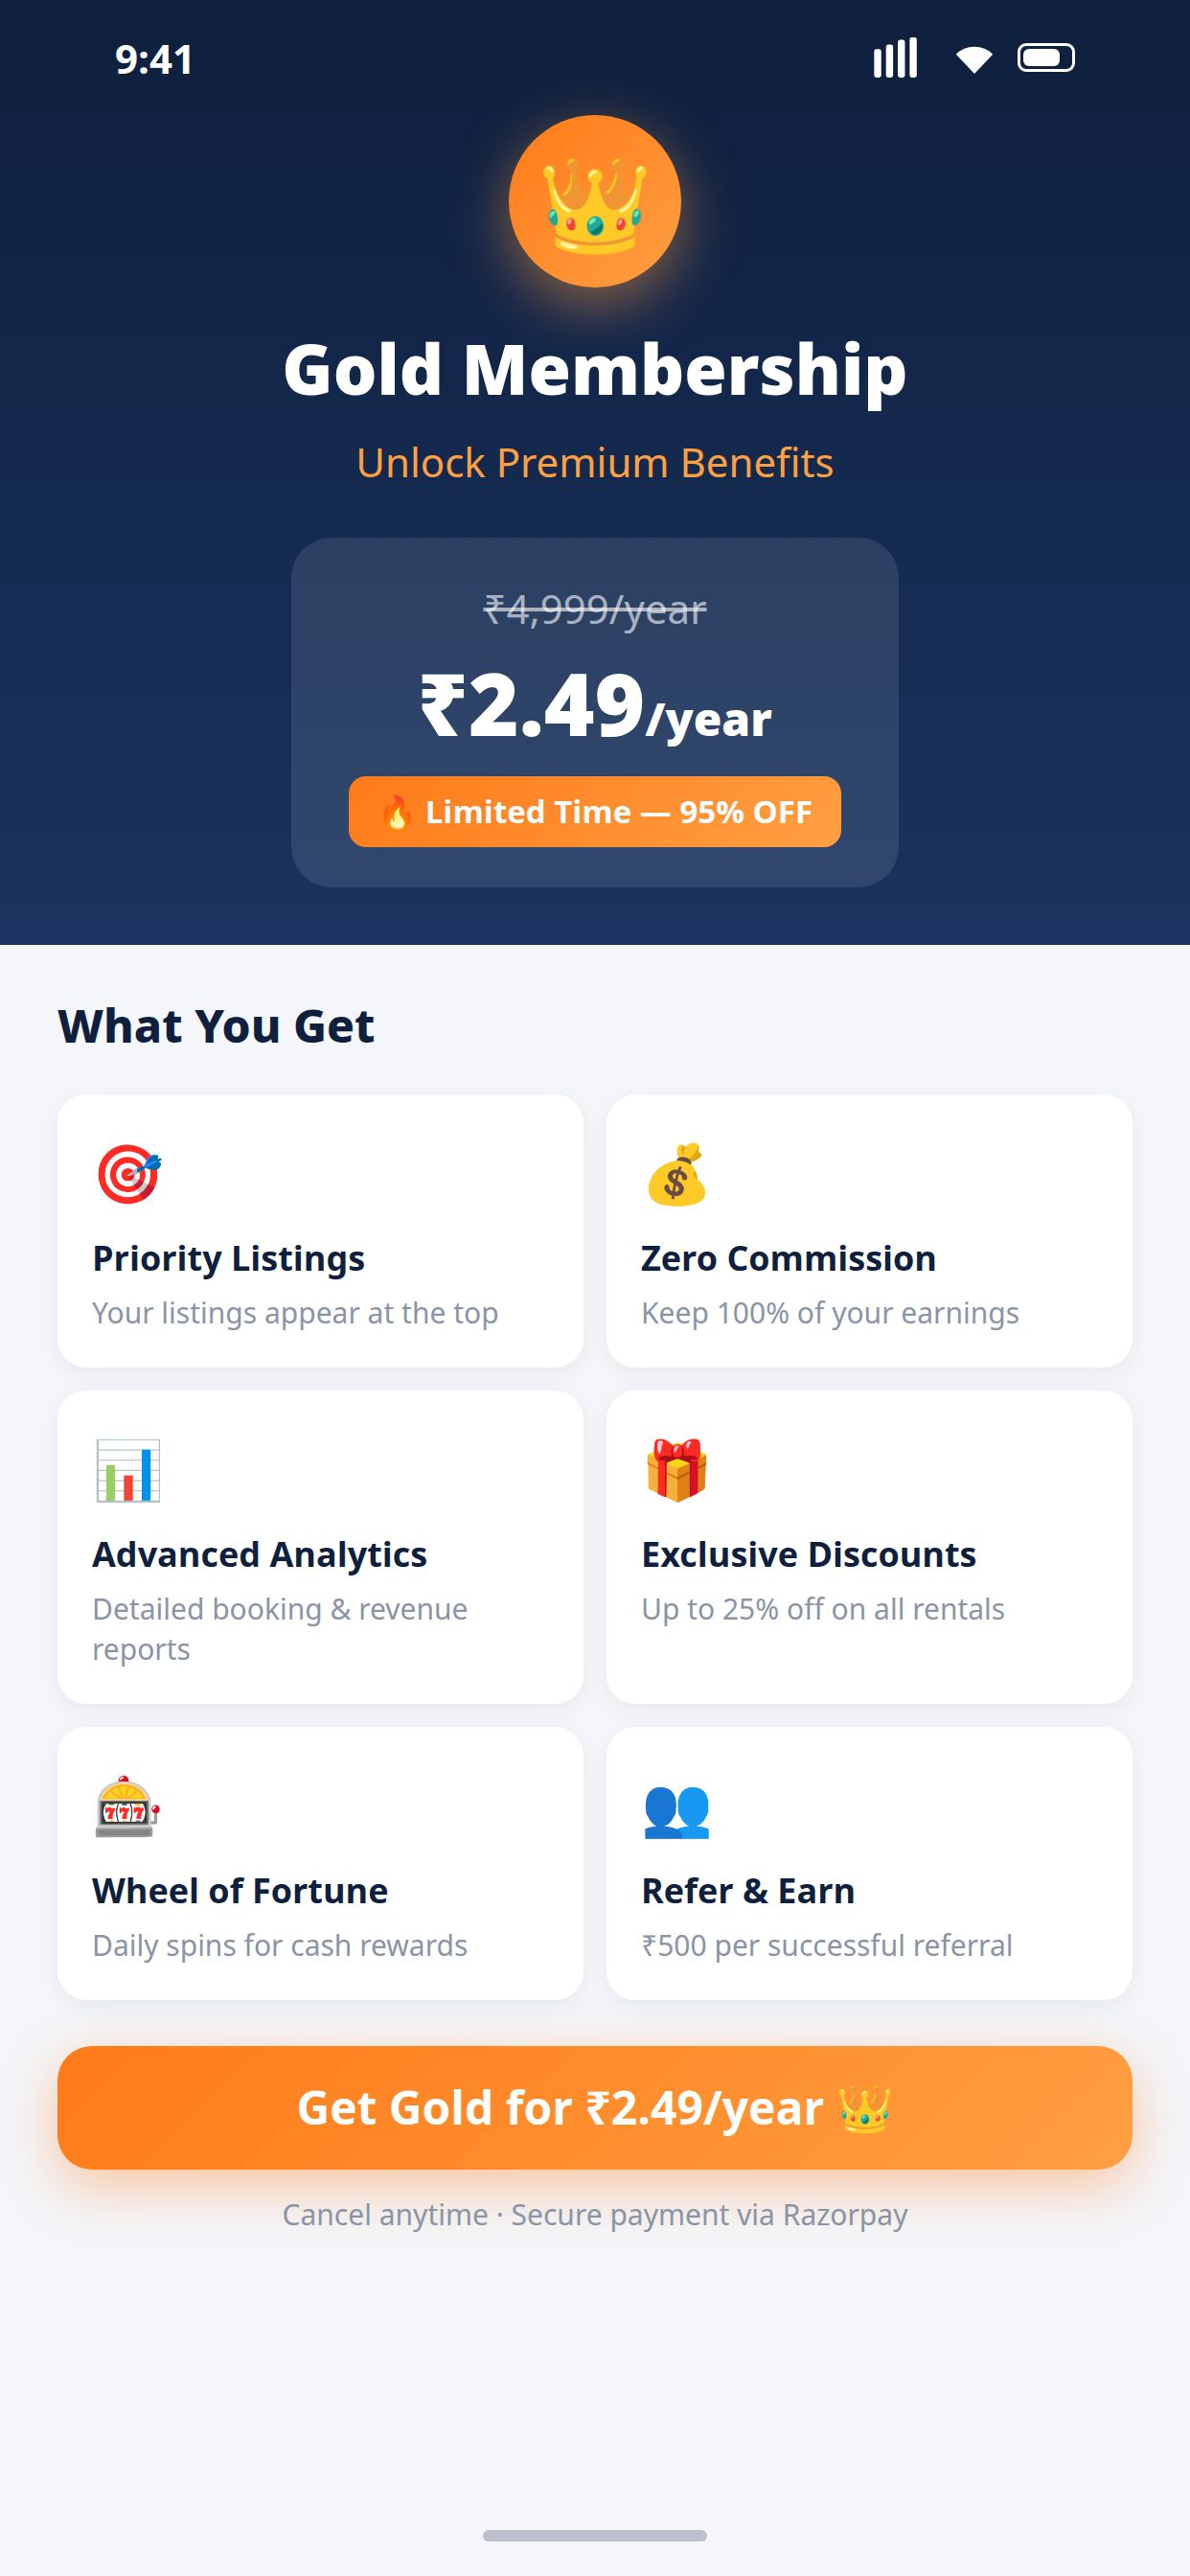 9:41
Gold Membership
Unlock Premium Benefits
₹4,999/year
₹2.49/year
🔥 Limited Time — 95% OFF
What You Get
Priority Listings
Your listings appear at the top
Zero Commission
Keep 100% of your earnings
Advanced Analytics
Detailed booking & revenue
reports
Exclusive Discounts
Up to 25% off on all rentals
Wheel of Fortune
Daily spins for cash rewards
Refer & Earn
₹500 per successful referral
Get Gold for ₹2.49/year 👑
Cancel anytime · Secure payment via Razorpay